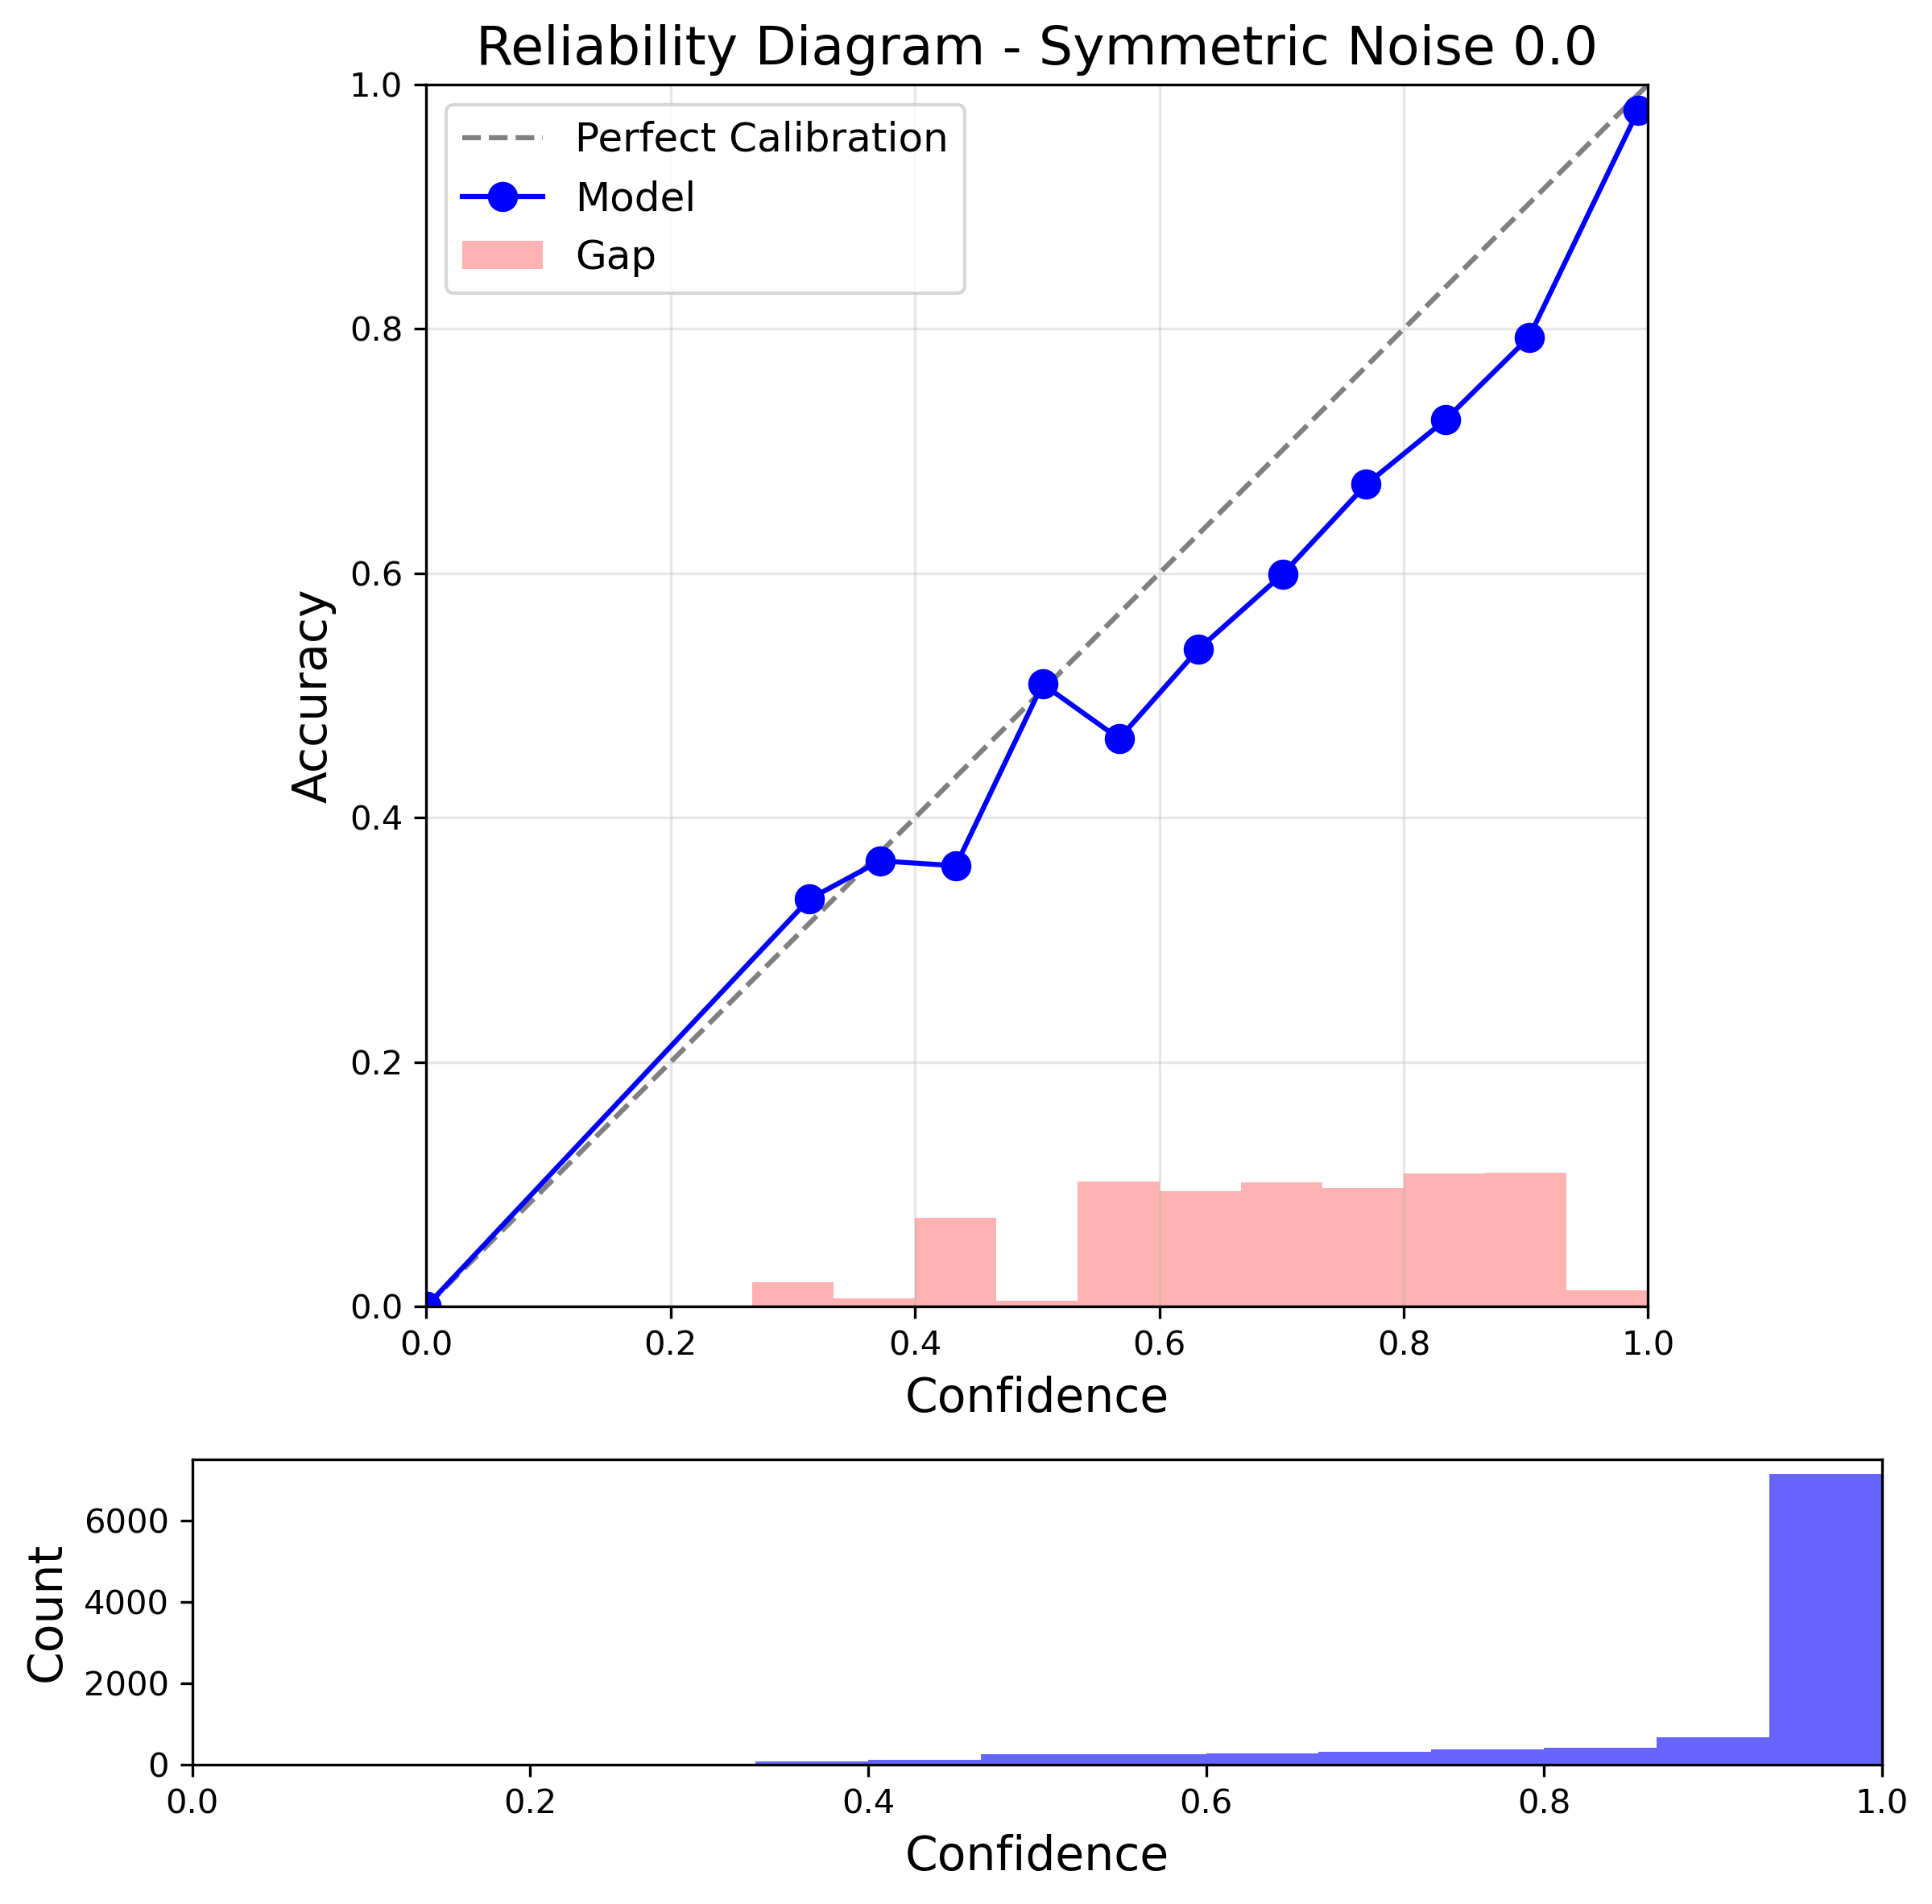 Reliability Diagram - Symmetric Noise 0.0
1.0
0.8
0.6
0.4
0.2
0.0
Accuracy
Perfect Calibration
Model
Gap
0.0 0.2 0.4 0.6 0.8 1.0
Confidence
6000
4000
2000
0
Count
0.0 0.2 0.4 0.6 0.8 1.0
Confidence